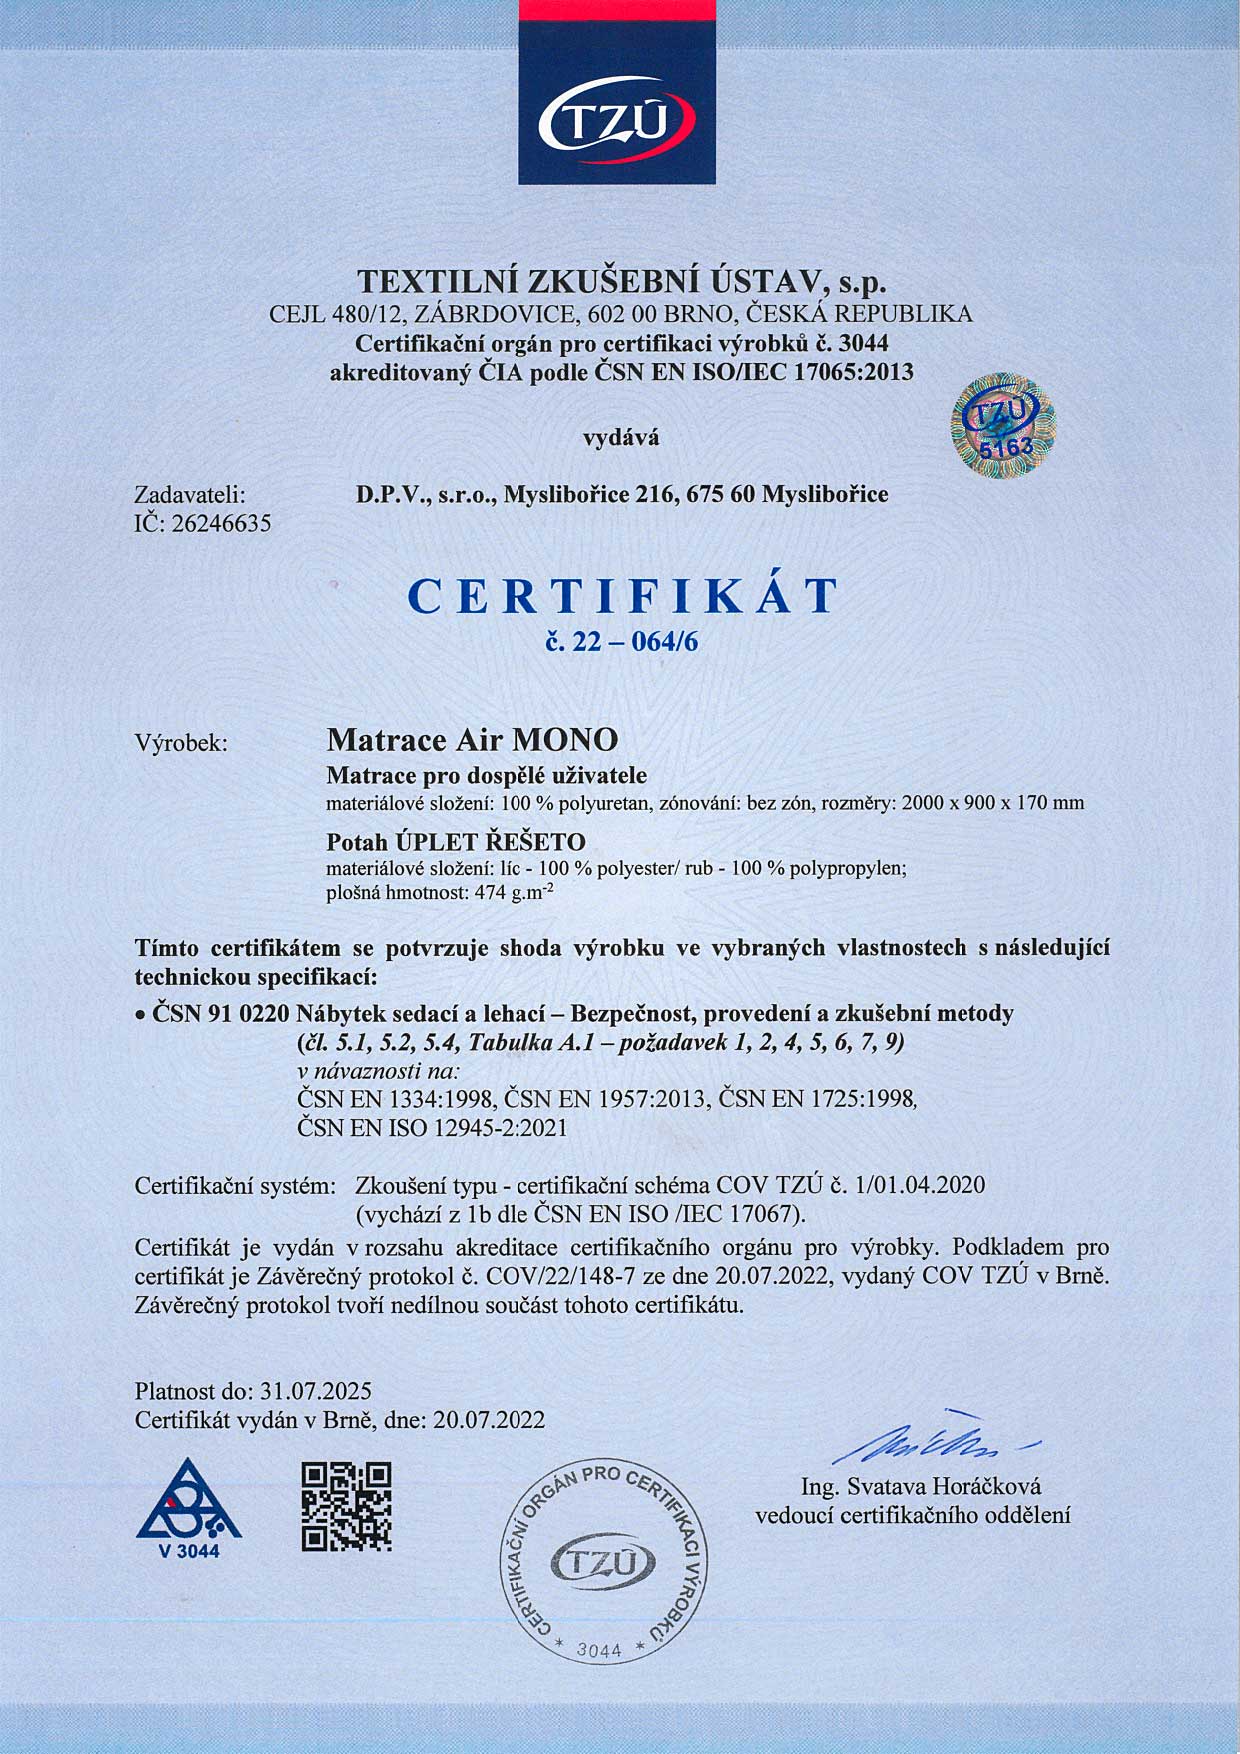 TZÚ
TEXTILNÍ ZKUŠEBNÍ ÚSTAV, s.p.
CEJL 480/12, ZÁBRDOVICE, 602 00 BRNO, ČESKÁ REPUBLIKA
Certifikační orgán pro certifikaci výrobků č. 3044
akreditovaný ČIA podle ČSN EN ISO/IEC 17065:2013
TZÚ
5163
vydává
Zadavateli: D.P.V., s.r.o., Myslibořice 216, 675 60 Myslibořice
IČ: 26246635
CERTIFIKÁT
č. 22 – 064/6
Výrobek: Matrace Air MONO
Matrace pro dospělé uživatele
materiálové složení: 100 % polyuretan, zónování: bez zón, rozměry: 2000 x 900 x 170 mm
Potah ÚPLET ŘEŠETO
materiálové složení: líc - 100 % polyester/ rub - 100 % polypropylen;
plošná hmotnost: 474 g.m⁻²
Tímto certifikátem se potvrzuje shoda výrobku ve vybraných vlastnostech s následující
technickou specifikací:
• ČSN 91 0220 Nábytek sedací a lehací – Bezpečnost, provedení a zkušební metody
(čl. 5.1, 5.2, 5.4, Tabulka A.1 – požadavek 1, 2, 4, 5, 6, 7, 9)
v návaznosti na:
ČSN EN 1334:1998, ČSN EN 1957:2013, ČSN EN 1725:1998,
ČSN EN ISO 12945-2:2021
Certifikační systém: Zkoušení typu - certifikační schéma COV TZÚ č. 1/01.04.2020
(vychází z 1b dle ČSN EN ISO /IEC 17067).
Certifikát je vydán v rozsahu akreditace certifikačního orgánu pro výrobky. Podkladem pro
certifikát je Závěrečný protokol č. COV/22/148-7 ze dne 20.07.2022, vydaný COV TZÚ v Brně.
Závěrečný protokol tvoří nedílnou součást tohoto certifikátu.
Platnost do: 31.07.2025
Certifikát vydán v Brně, dne: 20.07.2022
Ing. Svatava Horáčková
vedoucí certifikačního oddělení
V 3044
CERTIFIKAČNÍ ORGÁN PRO CERTIFIKACI VÝROBKŮ
TZÚ
* 3044 *